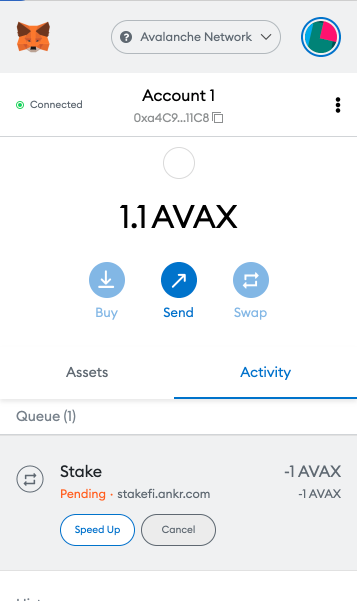 Avalanche Network
Connected
Account 1
0xa4C9...11C8
1.1 AVAX
Buy
Send
Swap
Assets
Activity
Queue (1)
Stake
-1 AVAX
Pending · stakefi.ankr.com
-1 AVAX
Speed Up
Cancel